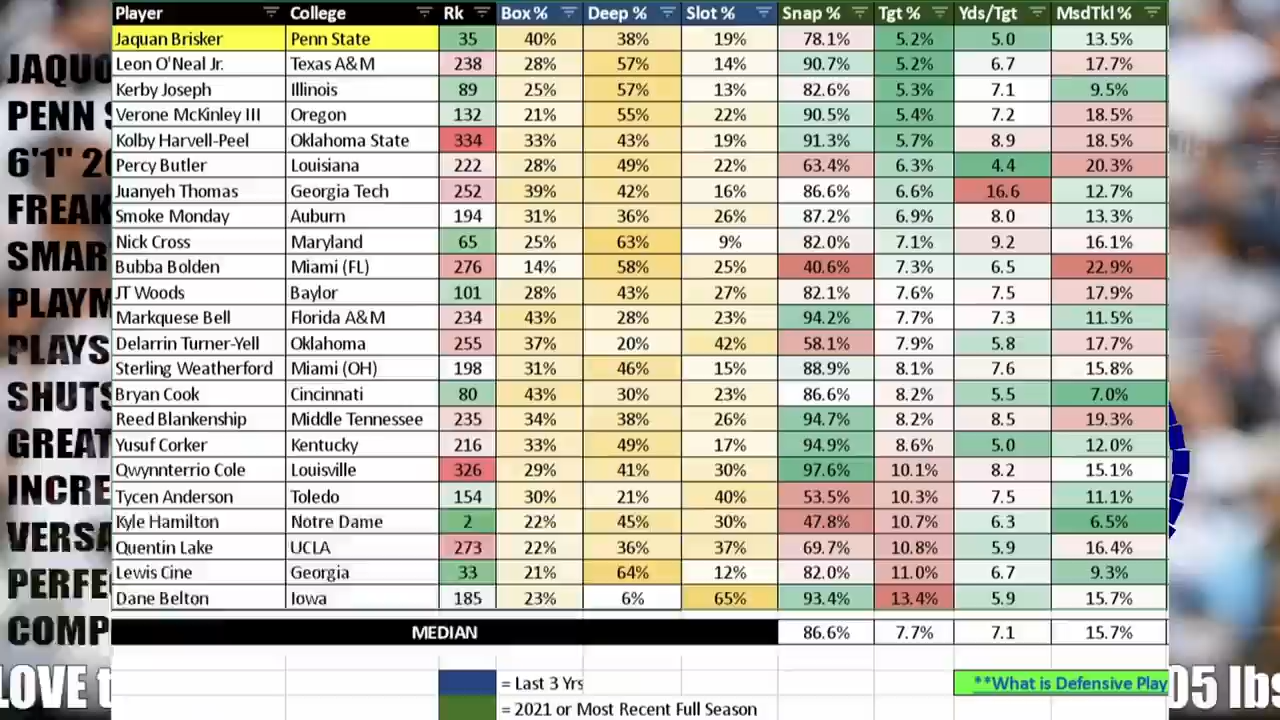 Player College Rk Box % Deep % Slot % Snap % Tgt % Yds/Tgt MsdTkl %
Jaquan Brisker Penn State 35 40% 38% 19% 78.1% 5.2% 5.0 13.5%
Leon O'Neal Jr. Texas A&M 238 28% 57% 14% 90.7% 5.2% 6.7 17.7%
Kerby Joseph Illinois 89 25% 57% 13% 82.6% 5.3% 7.1 9.5%
Verone McKinley III Oregon 132 21% 55% 22% 90.5% 5.4% 7.2 18.5%
Kolby Harvell-Peel Oklahoma State 334 33% 43% 19% 91.3% 5.7% 8.9 18.5%
Percy Butler Louisiana 222 28% 49% 22% 63.4% 6.3% 4.4 20.3%
Juanyeh Thomas Georgia Tech 252 39% 42% 16% 86.6% 6.6% 16.6 12.7%
Smoke Monday Auburn 194 31% 36% 26% 87.2% 6.9% 8.0 13.3%
Nick Cross Maryland 65 25% 63% 9% 82.0% 7.1% 9.2 16.1%
Bubba Bolden Miami (FL) 276 14% 58% 25% 40.6% 7.3% 6.5 22.9%
JT Woods Baylor 101 28% 43% 27% 82.1% 7.6% 7.5 17.9%
Markquese Bell Florida A&M 234 43% 28% 23% 94.2% 7.7% 7.3 11.5%
Delarrin Turner-Yell Oklahoma 255 37% 20% 42% 58.1% 7.9% 5.8 17.7%
Sterling Weatherford Miami (OH) 198 31% 46% 15% 88.9% 8.1% 7.6 15.8%
Bryan Cook Cincinnati 80 43% 30% 23% 86.6% 8.2% 5.5 7.0%
Reed Blankenship Middle Tennessee 235 34% 38% 26% 94.7% 8.2% 8.5 19.3%
Yusuf Corker Kentucky 216 33% 49% 17% 94.9% 8.6% 5.0 12.0%
Qwynnterrio Cole Louisville 326 29% 41% 30% 97.6% 10.1% 8.2 15.1%
Tycen Anderson Toledo 154 30% 21% 40% 53.5% 10.3% 7.5 11.1%
Kyle Hamilton Notre Dame 2 22% 45% 30% 47.8% 10.7% 6.3 6.5%
Quentin Lake UCLA 273 22% 36% 37% 69.7% 10.8% 5.9 16.4%
Lewis Cine Georgia 33 21% 64% 12% 82.0% 11.0% 6.7 9.3%
Dane Belton Iowa 185 23% 6% 65% 93.4% 13.4% 5.9 15.7%
MEDIAN 86.6% 7.7% 7.1 15.7%
= Last 3 Yrs
**What is Defensive Play
= 2021 or Most Recent Full Season
JAQU
PENN
6'1" 2
FREAK
SMAR
PLAYM
PLAYS
SHUTS
GREAT
INCRE
VERSA
PERFE
COMP
LOVE t
05 lbs